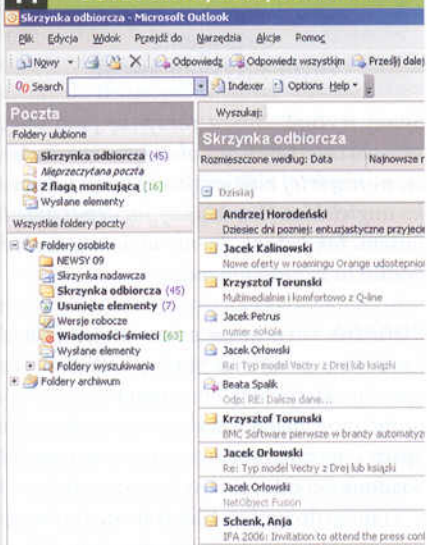 Skrzynka odbiorcza - Microsoft Outlook
Plik Edycja Widok Przejdź do Narzędzia Akcje Pomoc
Nowy Odpowiedz Odpowiedz wszystkim Prześlij dalej
Search Indexer Options Help
Poczta
Foldery ulubione
Skrzynka odbiorcza (45)
Nieprzeczytana poczta
Z flagą monitującą [16]
Wysłane elementy
Wszystkie foldery poczty
Foldery osobiste
NEWSY 09
Skrzynka nadawcza
Skrzynka odbiorcza (45)
Usunięte elementy (7)
Wersje robocze
Wiadomości-śmieci [63]
Wysłane elementy
Foldery wyszukiwania
Foldery archiwum
Wyszukaj:
Skrzynka odbiorcza
Rozmieszczone według: Data Najnowsze
Dzisiaj
Andrzej Horodeński
Dziesiec dni pozniej: entuzjastyczne przyjecie
Jacek Kalinowski
Nowe oferty w roamingu Orange udostepnion
Krzysztof Torunski
Multimedialnie i komfortowo z Q-line
Jacek Petrus
numer sokola
Jacek Orłowski
Re: Typ model Vectry z Drej lub książki
Beata Spalik
Odp: RE: Dalsze dane...
Krzysztof Torunski
BMC Software pierwsze w branży automatyz
Jacek Orłowski
Re: Typ model Vectry z Drej lub książki
Jacek Orłowski
NetObject Fusion
Schenk, Anja
IFA 2006: Invitation to attend the press conf